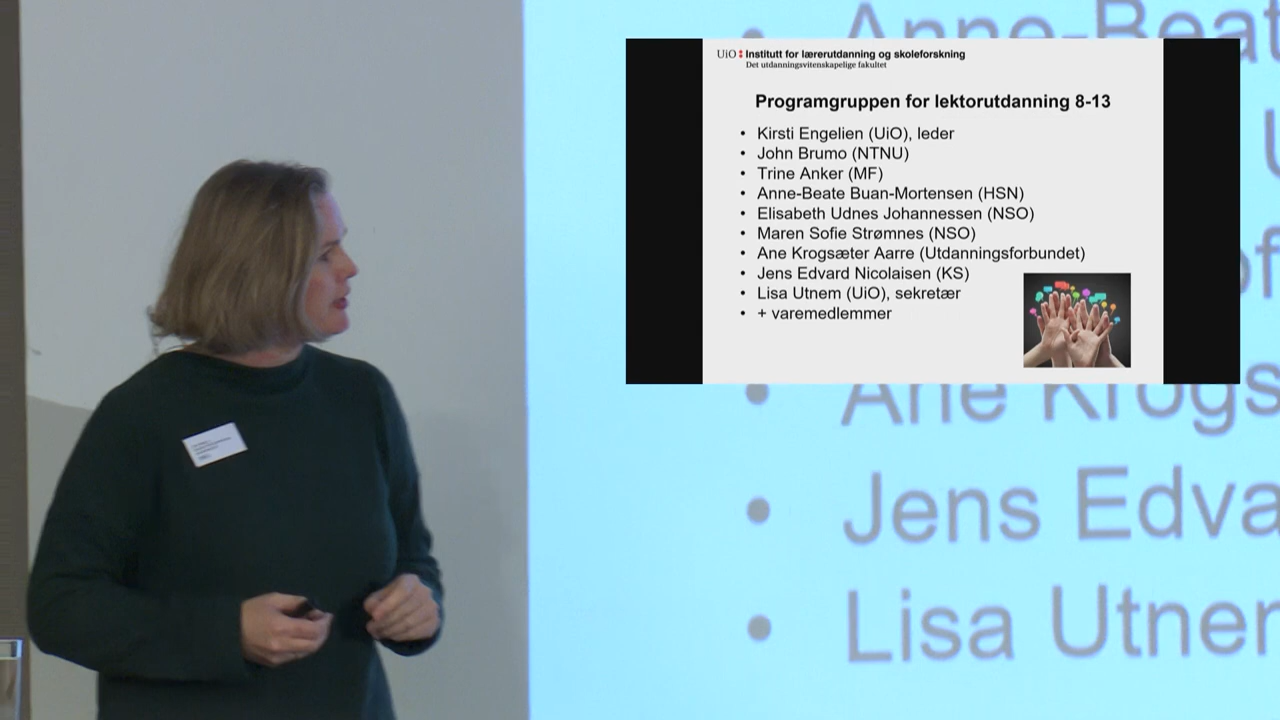 UiO Institutt for lærerutdanning og skoleforskning
Det utdanningsvitenskapelige fakultet
Programgruppen for lektorutdanning 8-13
• Kirsti Engelien (UiO), leder
• John Brumo (NTNU)
• Trine Anker (MF)
• Anne-Beate Buan-Mortensen (HSN)
• Elisabeth Udnes Johannessen (NSO)
• Maren Sofie Strømnes (NSO)
• Ane Krogsæter Aarre (Utdanningsforbundet)
• Jens Edvard Nicolaisen (KS)
• Lisa Utnem (UiO), sekretær
• + varemedlemmer
• Anne-Beat
• Ane Krogs
• Jens Edva
• Lisa Utner